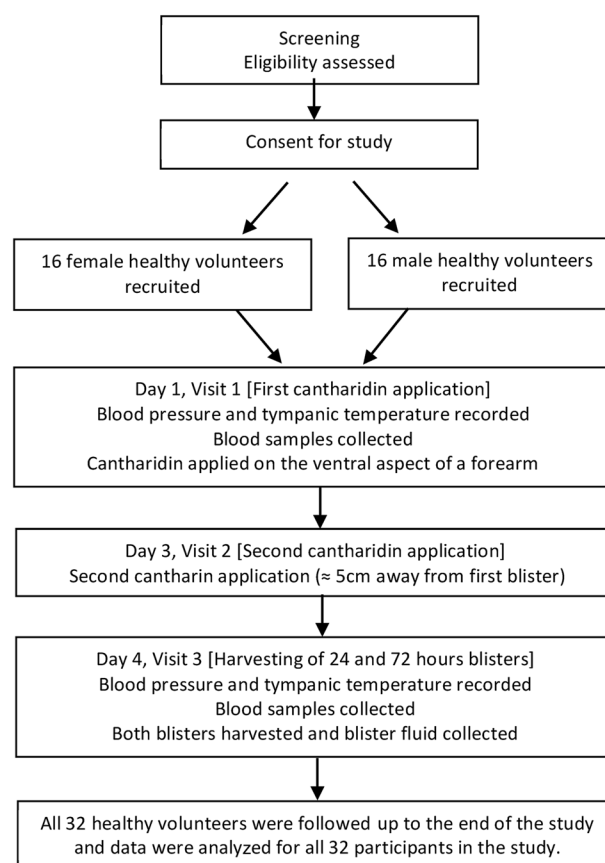 Screening
Eligibility assessed
Consent for study
16 female healthy volunteers
recruited
16 male healthy volunteers
recruited
Day 1, Visit 1 [First cantharidin application]
Blood pressure and tympanic temperature recorded
Blood samples collected
Cantharidin applied on the ventral aspect of a forearm
Day 3, Visit 2 [Second cantharidin application]
Second cantharin application (≈ 5cm away from first blister)
Day 4, Visit 3 [Harvesting of 24 and 72 hours blisters]
Blood pressure and tympanic temperature recorded
Blood samples collected
Both blisters harvested and blister fluid collected
All 32 healthy volunteers were followed up to the end of the study
and data were analyzed for all 32 participants in the study.